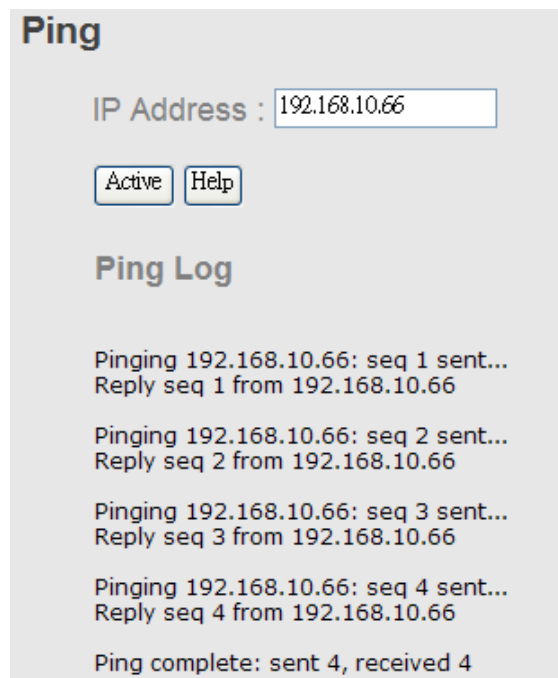 Ping
IP Address : 192.168.10.66
Active Help
Ping Log
Pinging 192.168.10.66: seq 1 sent...
Reply seq 1 from 192.168.10.66
Pinging 192.168.10.66: seq 2 sent...
Reply seq 2 from 192.168.10.66
Pinging 192.168.10.66: seq 3 sent...
Reply seq 3 from 192.168.10.66
Pinging 192.168.10.66: seq 4 sent...
Reply seq 4 from 192.168.10.66
Ping complete: sent 4, received 4